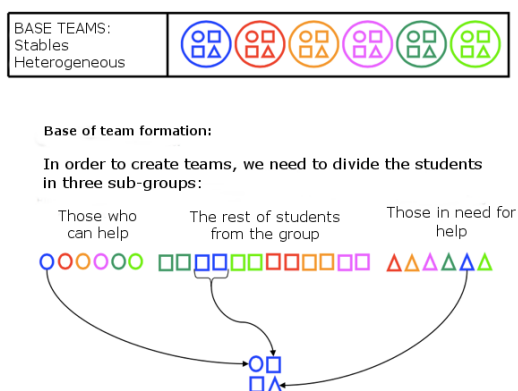 BASE TEAMS:
Stables
Heterogeneous
Base of team formation:
In order to create teams, we need to divide the students
in three sub-groups:
Those who
can help
The rest of students
from the group
Those in need for
help